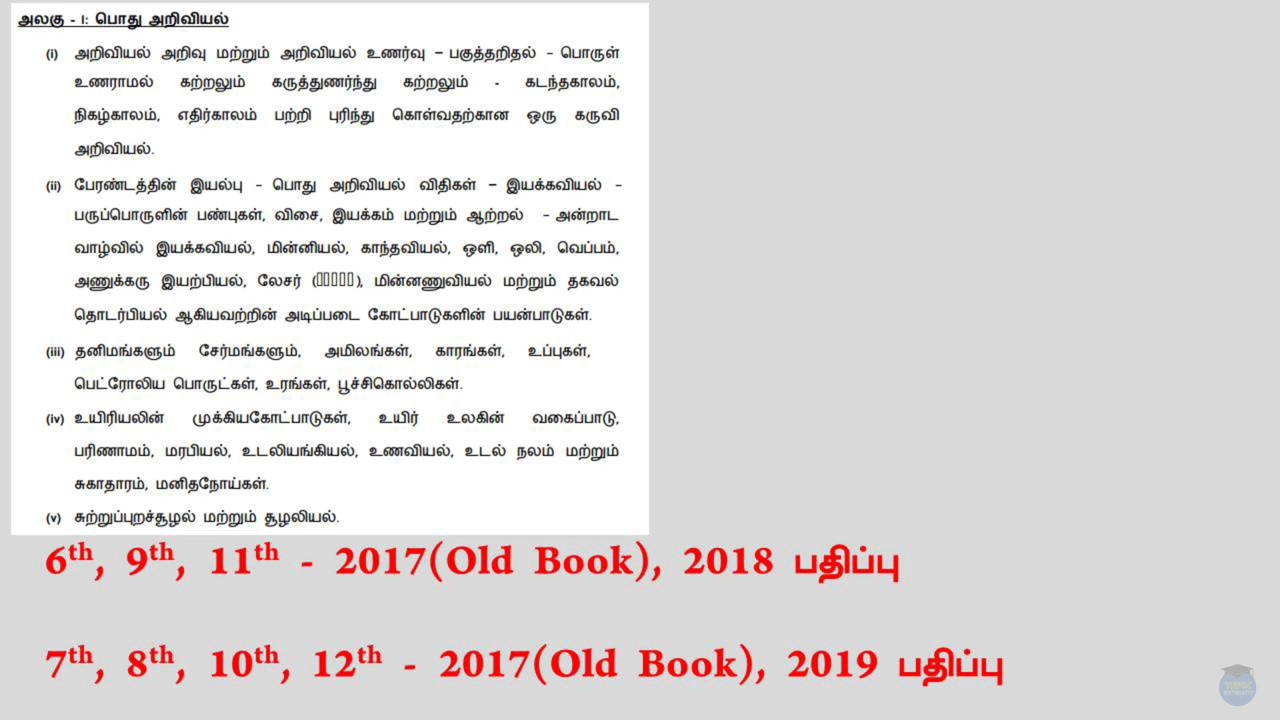 அலகு - I: பொது அறிவியல்
(i) அறிவியல் அறிவு மற்றும் அறிவியல் உணர்வு – பகுத்தறிதல் - பொருள்
உணராமல் கற்றலும் கருத்துணர்ந்து கற்றலும் - கடந்தகாலம்,
நிகழ்காலம், எதிர்காலம் பற்றி புரிந்து கொள்வதற்கான ஒரு கருவி
அறிவியல்.
(ii) பேரண்டத்தின் இயல்பு - பொது அறிவியல் விதிகள் – இயக்கவியல் -
பருப்பொருளின் பண்புகள், விசை, இயக்கம் மற்றும் ஆற்றல் - அன்றாட
வாழ்வில் இயக்கவியல், மின்னியல், காந்தவியல், ஒளி, ஒலி, வெப்பம்,
அணுக்கரு இயற்பியல், லேசர் (▯▯▯▯▯), மின்னணுவியல் மற்றும் தகவல்
தொடர்பியல் ஆகியவற்றின் அடிப்படை கோட்பாடுகளின் பயன்பாடுகள்.
(iii) தனிமங்களும் சேர்மங்களும், அமிலங்கள், காரங்கள், உப்புகள்,
பெட்ரோலிய பொருட்கள், உரங்கள், பூச்சிகொல்லிகள்.
(iv) உயிரியலின் முக்கியகோட்பாடுகள், உயிர் உலகின் வகைப்பாடு,
பரிணாமம், மரபியல், உடலியங்கியல், உணவியல், உடல் நலம் மற்றும்
சுகாதாரம், மனிதநோய்கள்.
(v) சுற்றுப்புறச்சூழல் மற்றும் சூழலியல்.
6th, 9th, 11th - 2017(Old Book), 2018 பதிப்பு
7th, 8th, 10th, 12th - 2017(Old Book), 2019 பதிப்பு